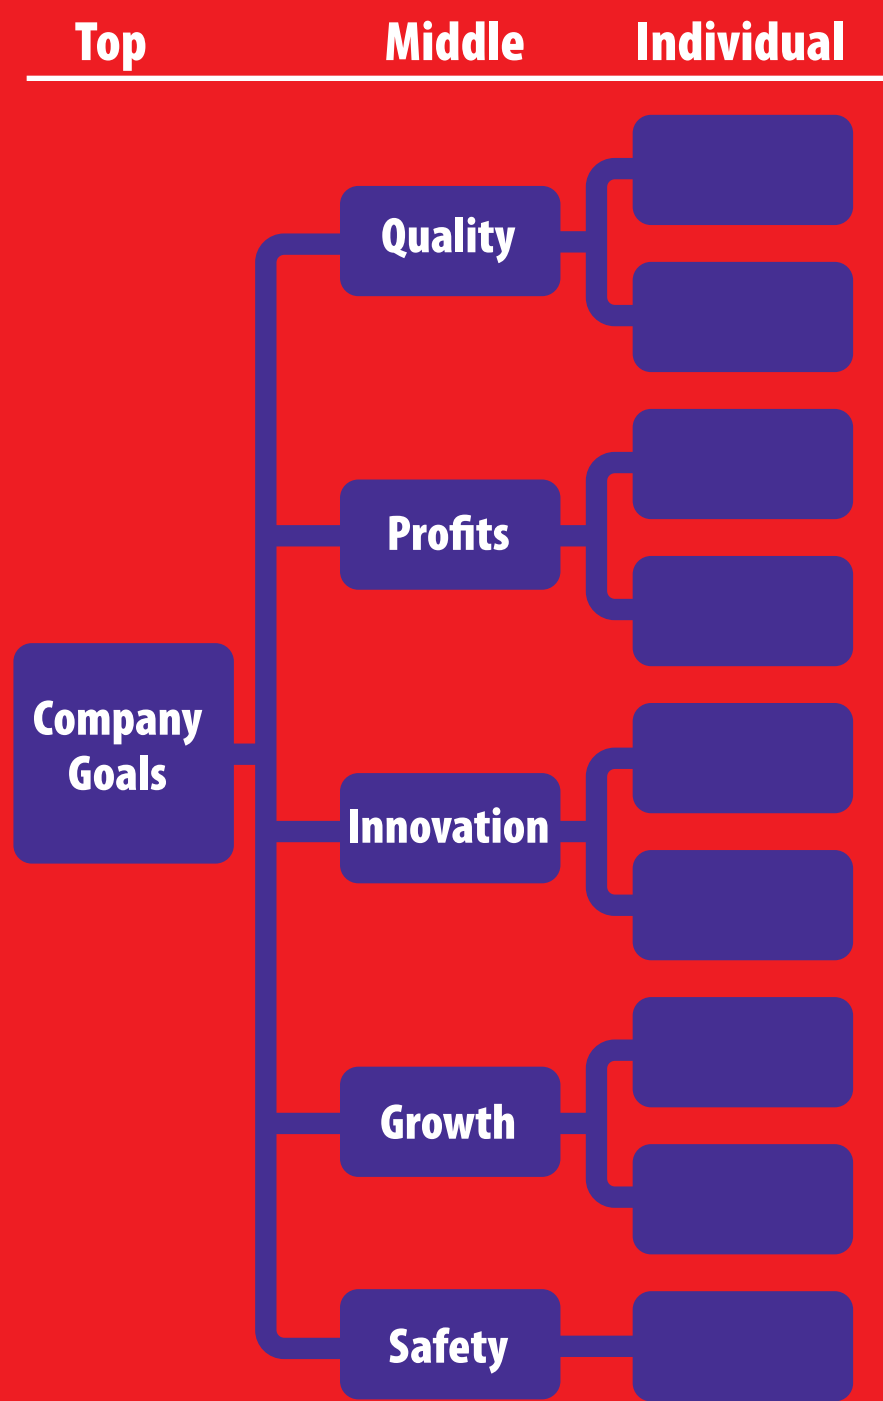 Top Middle Individual
Quality
Profits
Company
Goals
Innovation
Growth
Safety